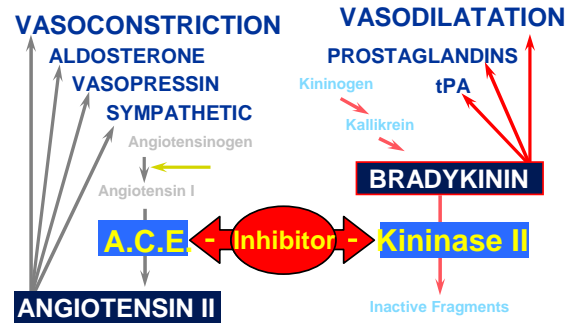 VASOCONSTRICTION
ALDOSTERONE
VASOPRESSIN
SYMPATHETIC
Angiotensinogen
Angiotensin I
A.C.E.
ANGIOTENSIN II
- Inhibitor -
VASODILATATION
PROSTAGLANDINS
tPA
Kininogen
Kallikrein
BRADYKININ
Kininase II
Inactive Fragments